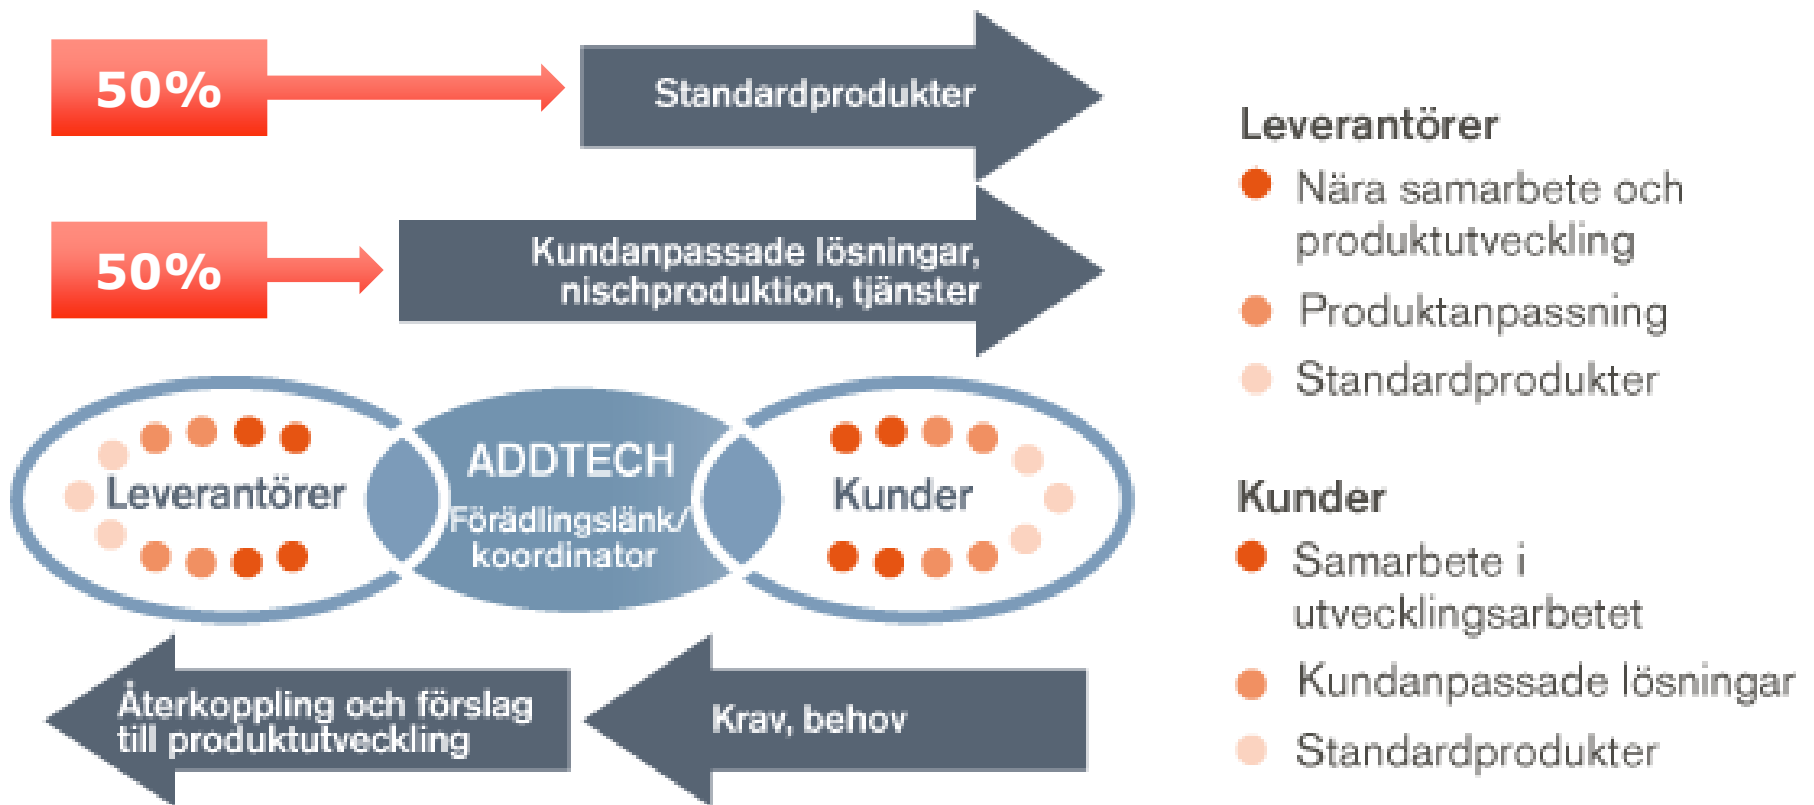 50%
Standardprodukter
50%
Kundanpassade lösningar,
nischproduktion, tjänster
Leverantörer
ADDTECH
Förädlingslänk/
koordinator
Kunder
Återkoppling och förslag
till produktutveckling
Krav, behov
Leverantörer
Nära samarbete och
produktutveckling
Produktanpassning
Standardprodukter
Kunder
Samarbete i
utvecklingsarbetet
Kundanpassade lösningar
Standardprodukter